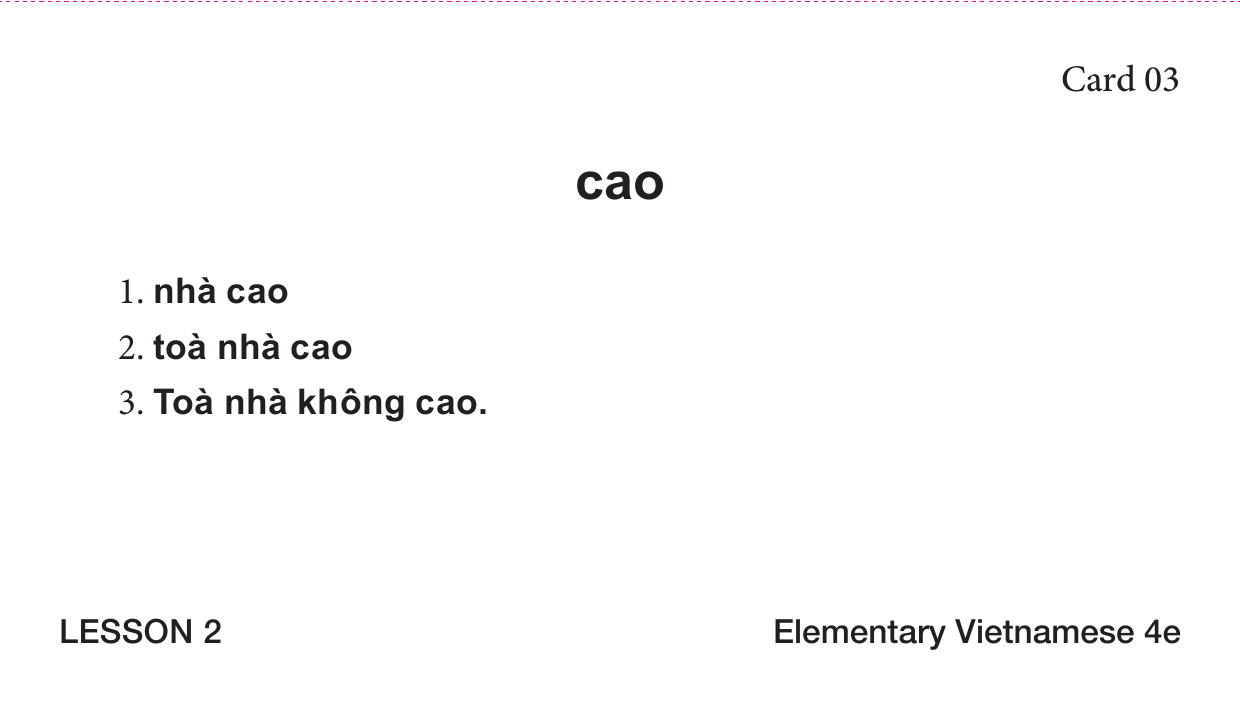 Card 03
cao
1. nhà cao
2. toà nhà cao
3. Toà nhà không cao.
LESSON 2
Elementary Vietnamese 4e